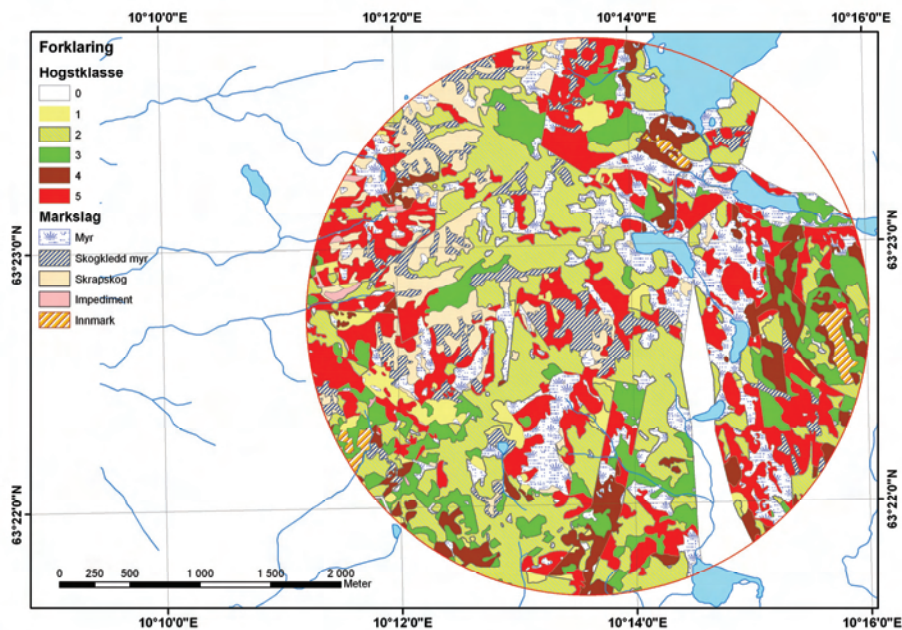 10°10'0"E 10°12'0"E 10°14'0"E 10°16'0"E
Forklaring
Hogstklasse
0
1
2
3
4
5
Markslag
Myr
Skogkledd myr
Skrapskog
Impediment
Innmark
63°23'0"N 63°23'0"N
63°22'0"N 63°22'0"N
0 250 500 1 000 1 500 2 000
Meter
10°10'0"E 10°12'0"E 10°14'0"E 10°16'0"E